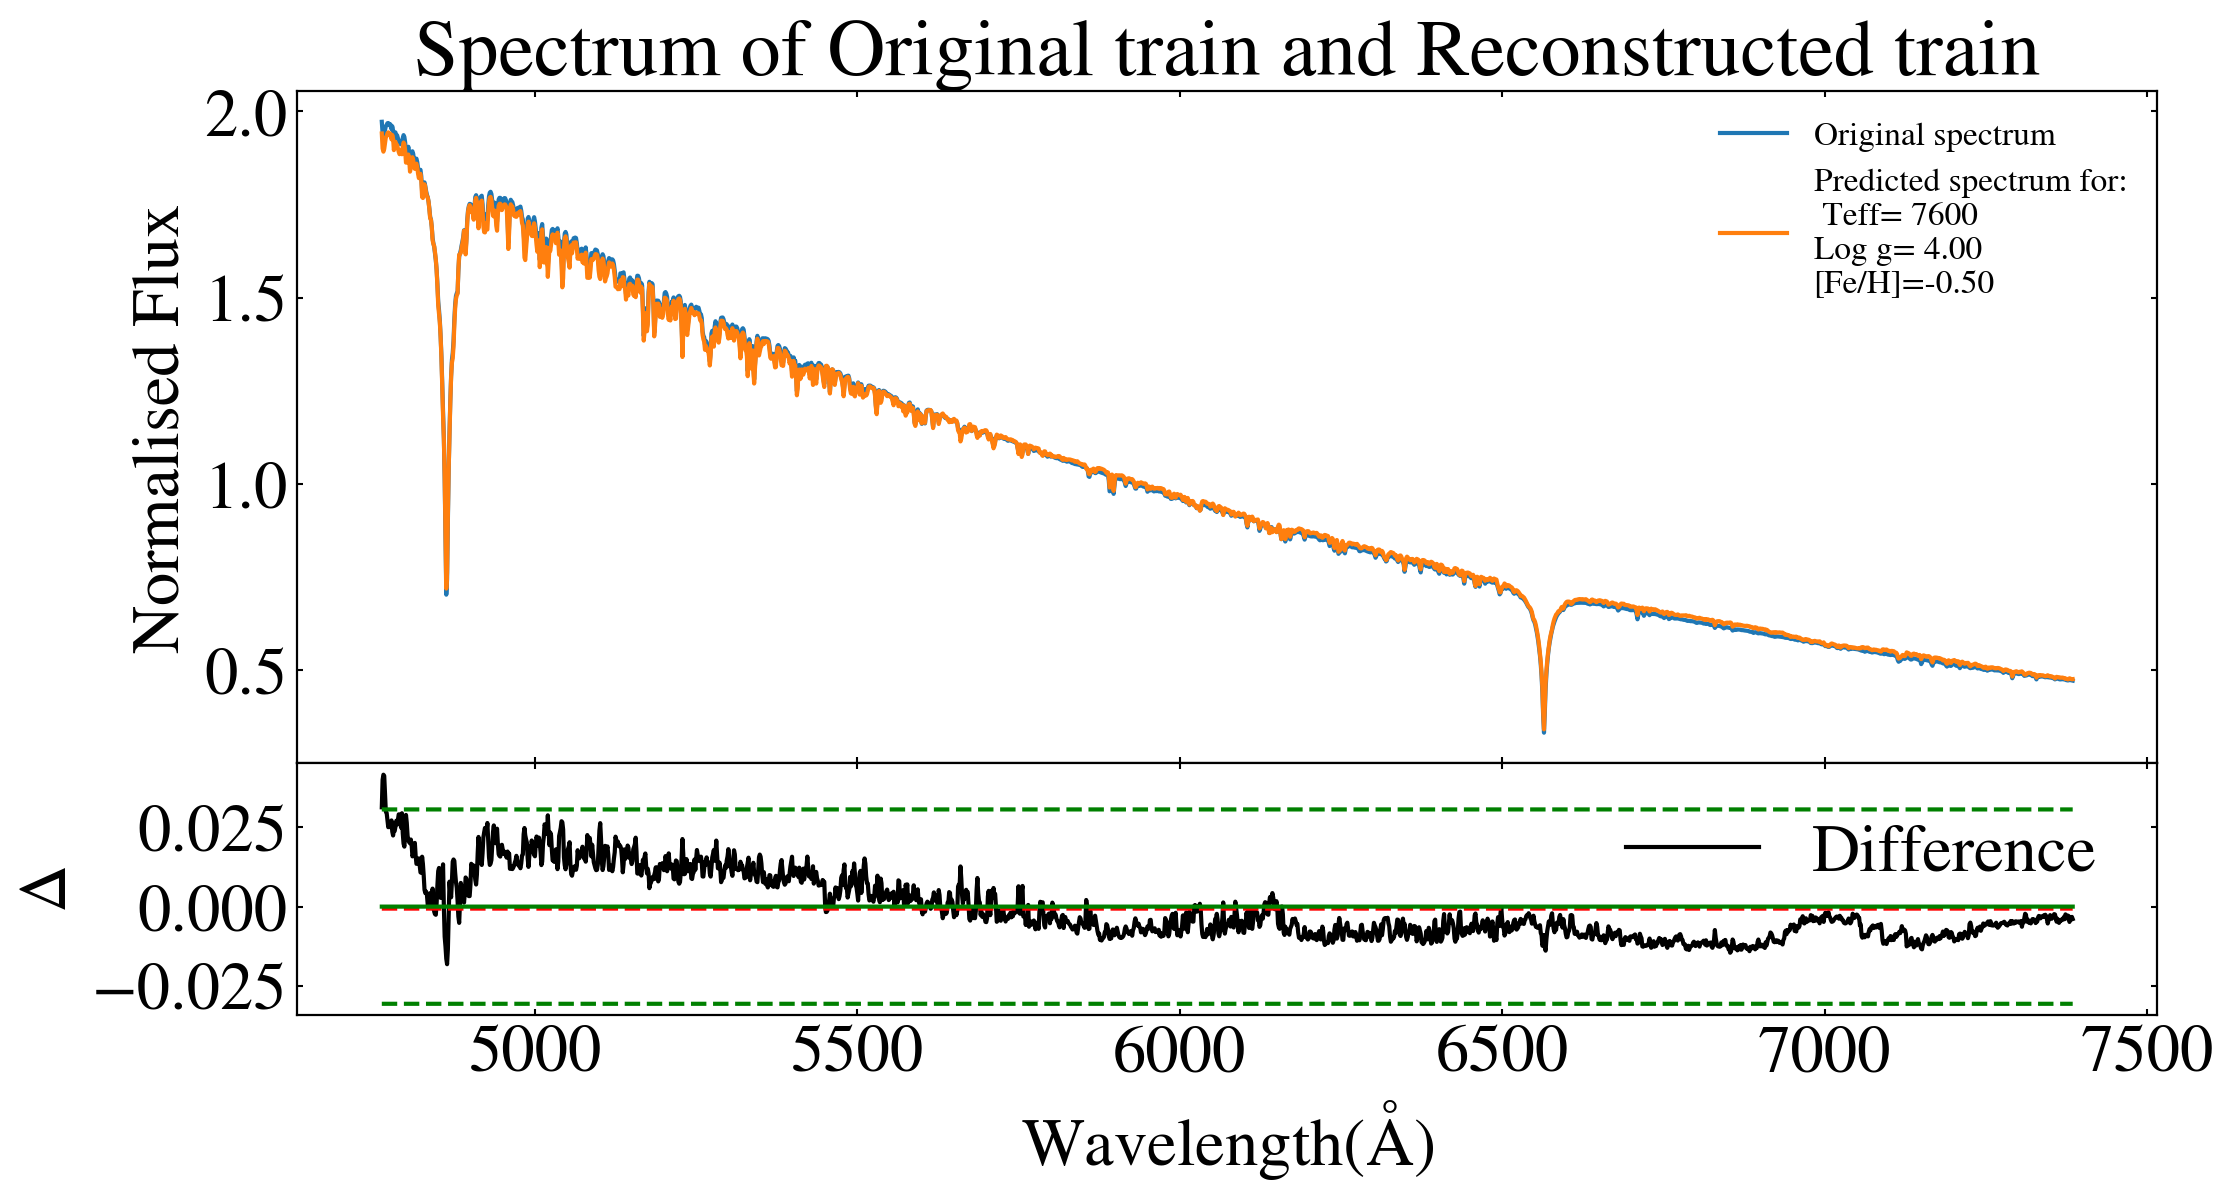 Spectrum of Original train and Reconstructed train
2.0
1.5
1.0
0.5
Normalised Flux
Original spectrum
Predicted spectrum for:
Teff= 7600
Log g= 4.00
[Fe/H]=-0.50
0.025
0.000
−0.025
Δ
Difference
5000 5500 6000 6500 7000 7500
Wavelength(Å)